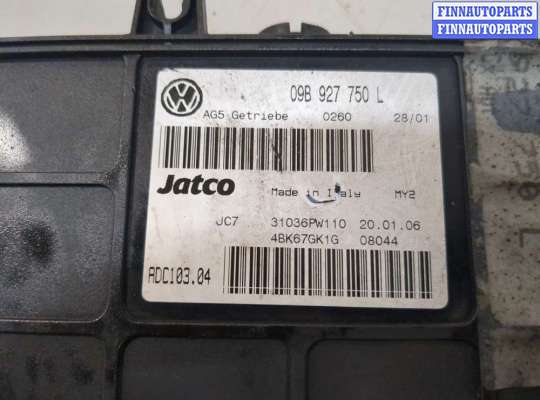 FINNAUTOPARTS
FINNAUTOPARTS
09B 927 750 L
AG5 Getriebe 0260 28/01
Jatco Made in Italy MY2
JC7 31036PW110 20.01.06
4BK67GK1G 08044
ADC103.04